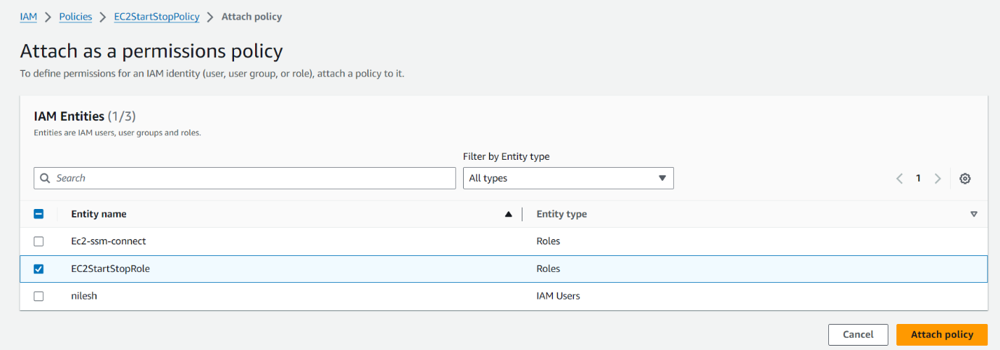 IAM > Policies > EC2StartStopPolicy > Attach policy
Attach as a permissions policy
To define permissions for an IAM identity (user, user group, or role), attach a policy to it.
IAM Entities (1/3)
Entities are IAM users, user groups and roles.
Filter by Entity type
Search All types 1
Entity name Entity type
Ec2-ssm-connect Roles
EC2StartStopRole Roles
nilesh IAM Users
Cancel Attach policy